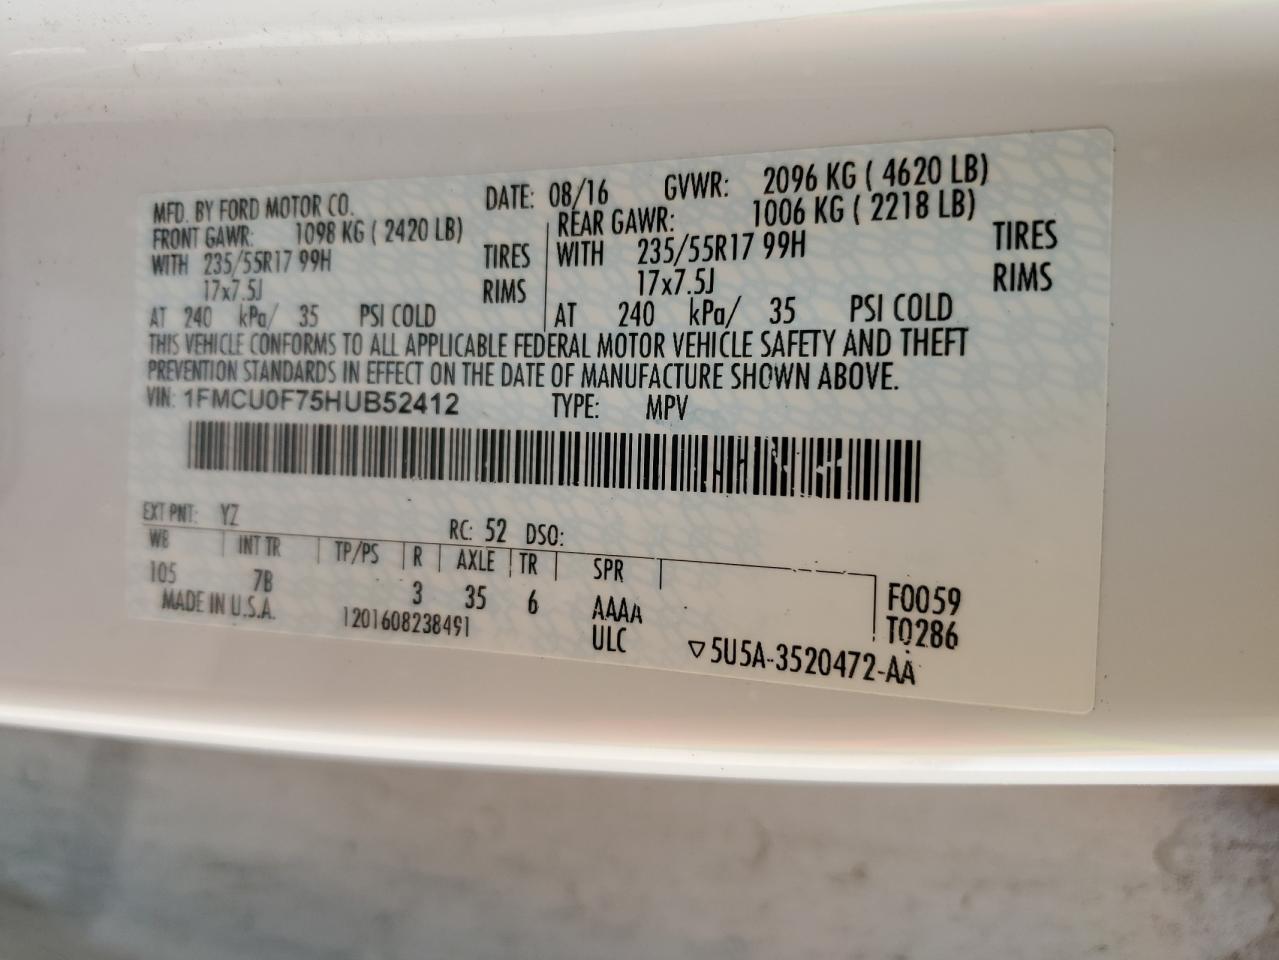 MFD. BY FORD MOTOR CO. DATE: 08/16 GVWR: 2096 KG ( 4620 LB)
FRONT GAWR: 1098 KG ( 2420 LB) REAR GAWR: 1006 KG ( 2218 LB)
WITH 235/55R17 99H TIRES WITH 235/55R17 99H TIRES
17x7.5J RIMS 17x7.5J RIMS
AT 240 kPa/ 35 PSI COLD AT 240 kPa/ 35 PSI COLD
THIS VEHICLE CONFORMS TO ALL APPLICABLE FEDERAL MOTOR VEHICLE SAFETY AND THEFT
PREVENTION STANDARDS IN EFFECT ON THE DATE OF MANUFACTURE SHOWN ABOVE.
VIN: 1FMCU0F75HUB52412 TYPE: MPV
EXT PNT: YZ RC: 52 DSO:
WB INT TR TP/PS R AXLE TR SPR
105 7B 3 35 6 AAAA F0059
MADE IN U.S.A. 1201608238491 ULC T0286
▽5U5A-3520472-AA